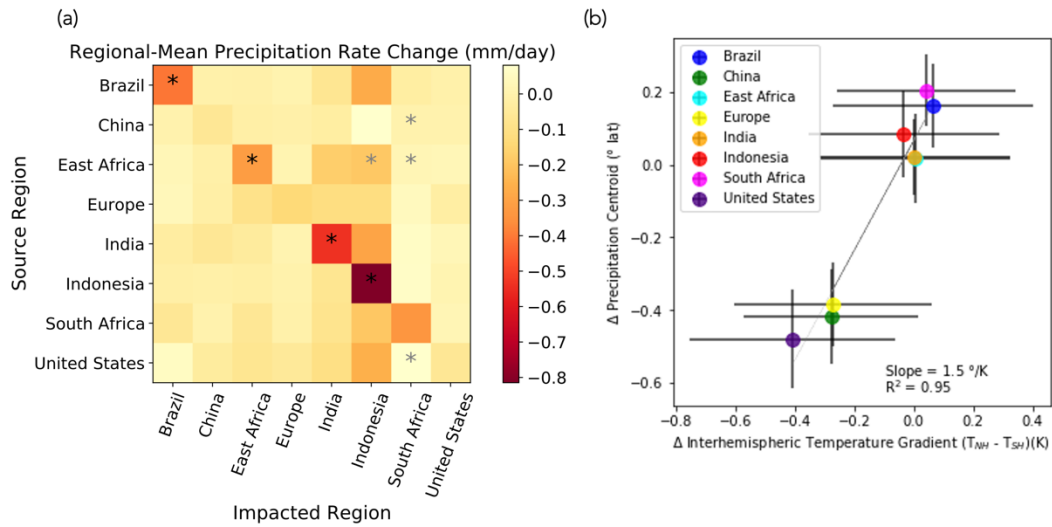 (a)
Regional-Mean Precipitation Rate Change (mm/day)
Source Region
Brazil
China
East Africa
Europe
India
Indonesia
South Africa
United States
*
*
*
*
*
*
*
*
Brazil
China
East Africa
Europe
India
Indonesia
South Africa
United States
Impacted Region
0.0
−0.1
−0.2
−0.3
−0.4
−0.5
−0.6
−0.7
−0.8
(b)
Δ Precipitation Centroid (° lat)
0.2
0.0
−0.2
−0.4
−0.6
Brazil
China
East Africa
Europe
India
Indonesia
South Africa
United States
Slope = 1.5 °/K
R² = 0.95
−0.8 −0.6 −0.4 −0.2 0.0 0.2 0.4
Δ Interhemispheric Temperature Gradient (T_NH - T_SH)(K)